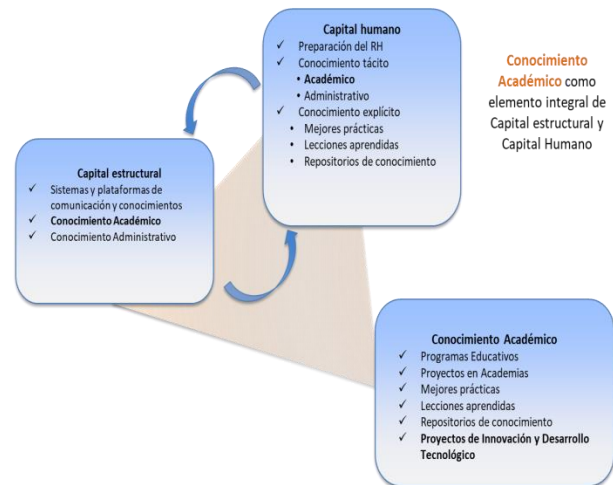 Capital humano
✓ Preparación del RH
✓ Conocimiento tácito
• Académico
• Administrativo
✓ Conocimiento explícito
• Mejores prácticas
• Lecciones aprendidas
• Repositorios de conocimiento
Conocimiento
Académico como
elemento integral de
Capital estructural y
Capital Humano
Capital estructural
✓ Sistemas y plataformas de
comunicación y conocimientos
✓ Conocimiento Académico
✓ Conocimiento Administrativo
Conocimiento Académico
✓ Programas Educativos
✓ Proyectos en Academias
✓ Mejores prácticas
✓ Lecciones aprendidas
✓ Repositorios de conocimiento
✓ Proyectos de Innovación y Desarrollo
Tecnológico